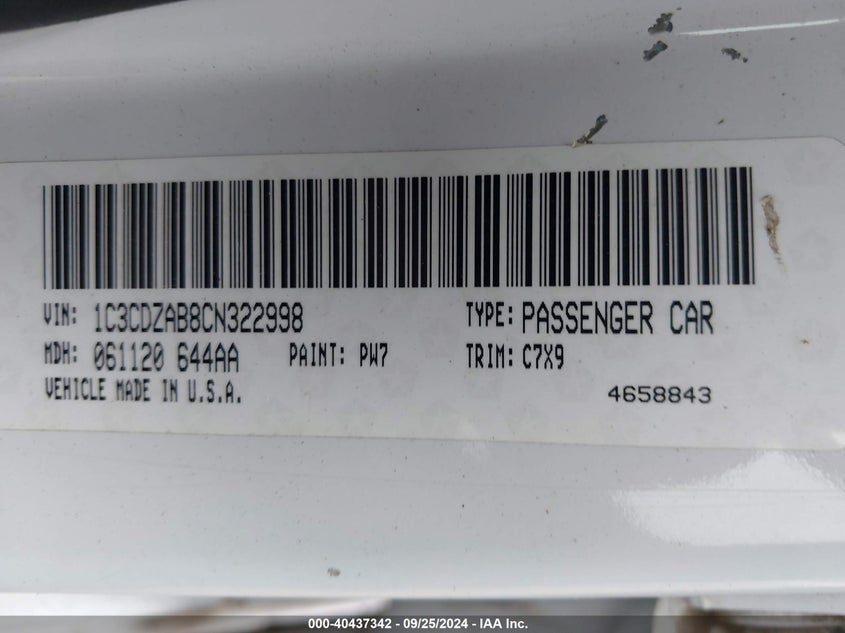 VIN: 1C3CDZAB8CN322998 TYPE: PASSENGER CAR
MDH: 061120 644AA PAINT: PW7 TRIM: C7X9
VEHICLE MADE IN U.S.A. 4658843
000-40437342 - 09/25/2024 - IAA Inc.